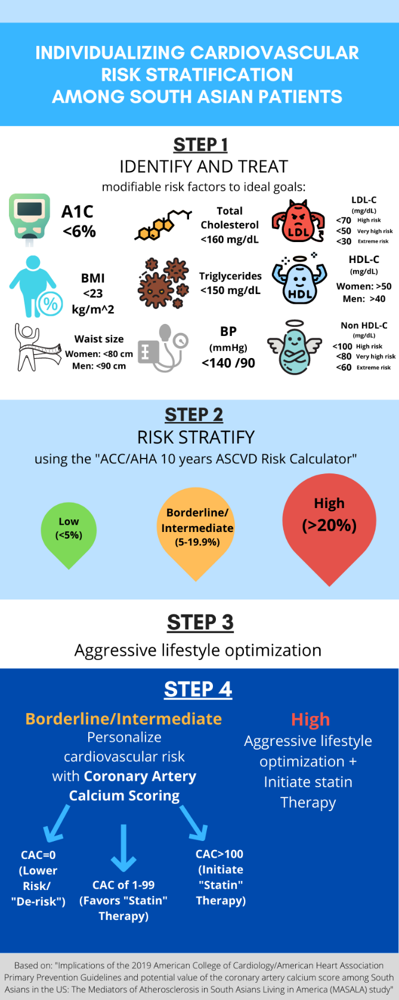 INDIVIDUALIZING CARDIOVASCULAR
RISK STRATIFICATION
AMONG SOUTH ASIAN PATIENTS
STEP 1
IDENTIFY AND TREAT
modifiable risk factors to ideal goals:
A1C
<6%
Total
Cholesterol
<160 mg/dL
LDL
LDL-C
(mg/dL)
<70 High risk
<50 Very high risk
<30 Extreme risk
%
BMI
<23
kg/m^2
Triglycerides
<150 mg/dL
HDL
HDL-C
(mg/dL)
Women: >50
Men: >40
Waist size
Women: <80 cm
Men: <90 cm
BP
(mmHg)
<140 /90
Non HDL-C
(mg/dL)
<100 High risk
<80 Very high risk
<60 Extreme risk
STEP 2
RISK STRATIFY
using the "ACC/AHA 10 years ASCVD Risk Calculator"
Low
(<5%)
Borderline/
Intermediate
(5-19.9%)
High
(>20%)
STEP 3
Aggressive lifestyle optimization
STEP 4
Borderline/Intermediate
Personalize
cardiovascular risk
with Coronary Artery
Calcium Scoring
High
Aggressive lifestyle
optimization +
Initiate statin
Therapy
CAC=0
(Lower
Risk/
"De-risk")
CAC of 1-99
(Favors "Statin"
Therapy)
CAC>100
(Initiate
"Statin"
Therapy)
Based on: "Implications of the 2019 American College of Cardiology/American Heart Association
Primary Prevention Guidelines and potential value of the coronary artery calcium score among South
Asians in the US: The Mediators of Atherosclerosis in South Asians Living in America (MASALA) study"